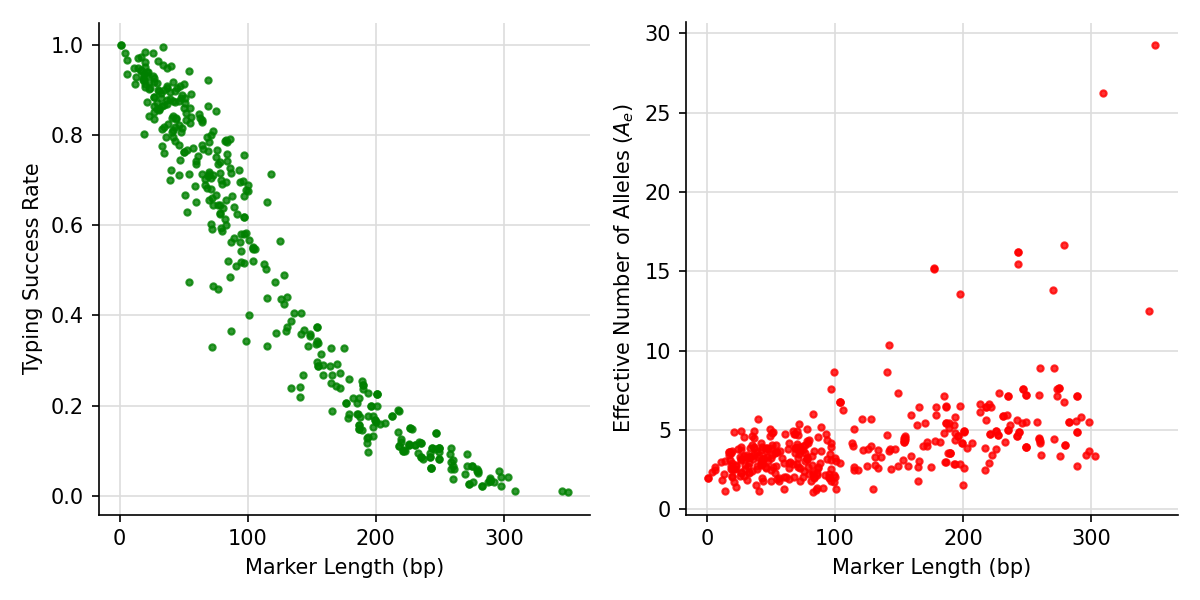 Typing Success Rate
1.0
0.8
0.6
0.4
0.2
0.0
0 100 200 300
Marker Length (bp)
Effective Number of Alleles (Aₑ)
30
25
20
15
10
5
0
0 100 200 300
Marker Length (bp)